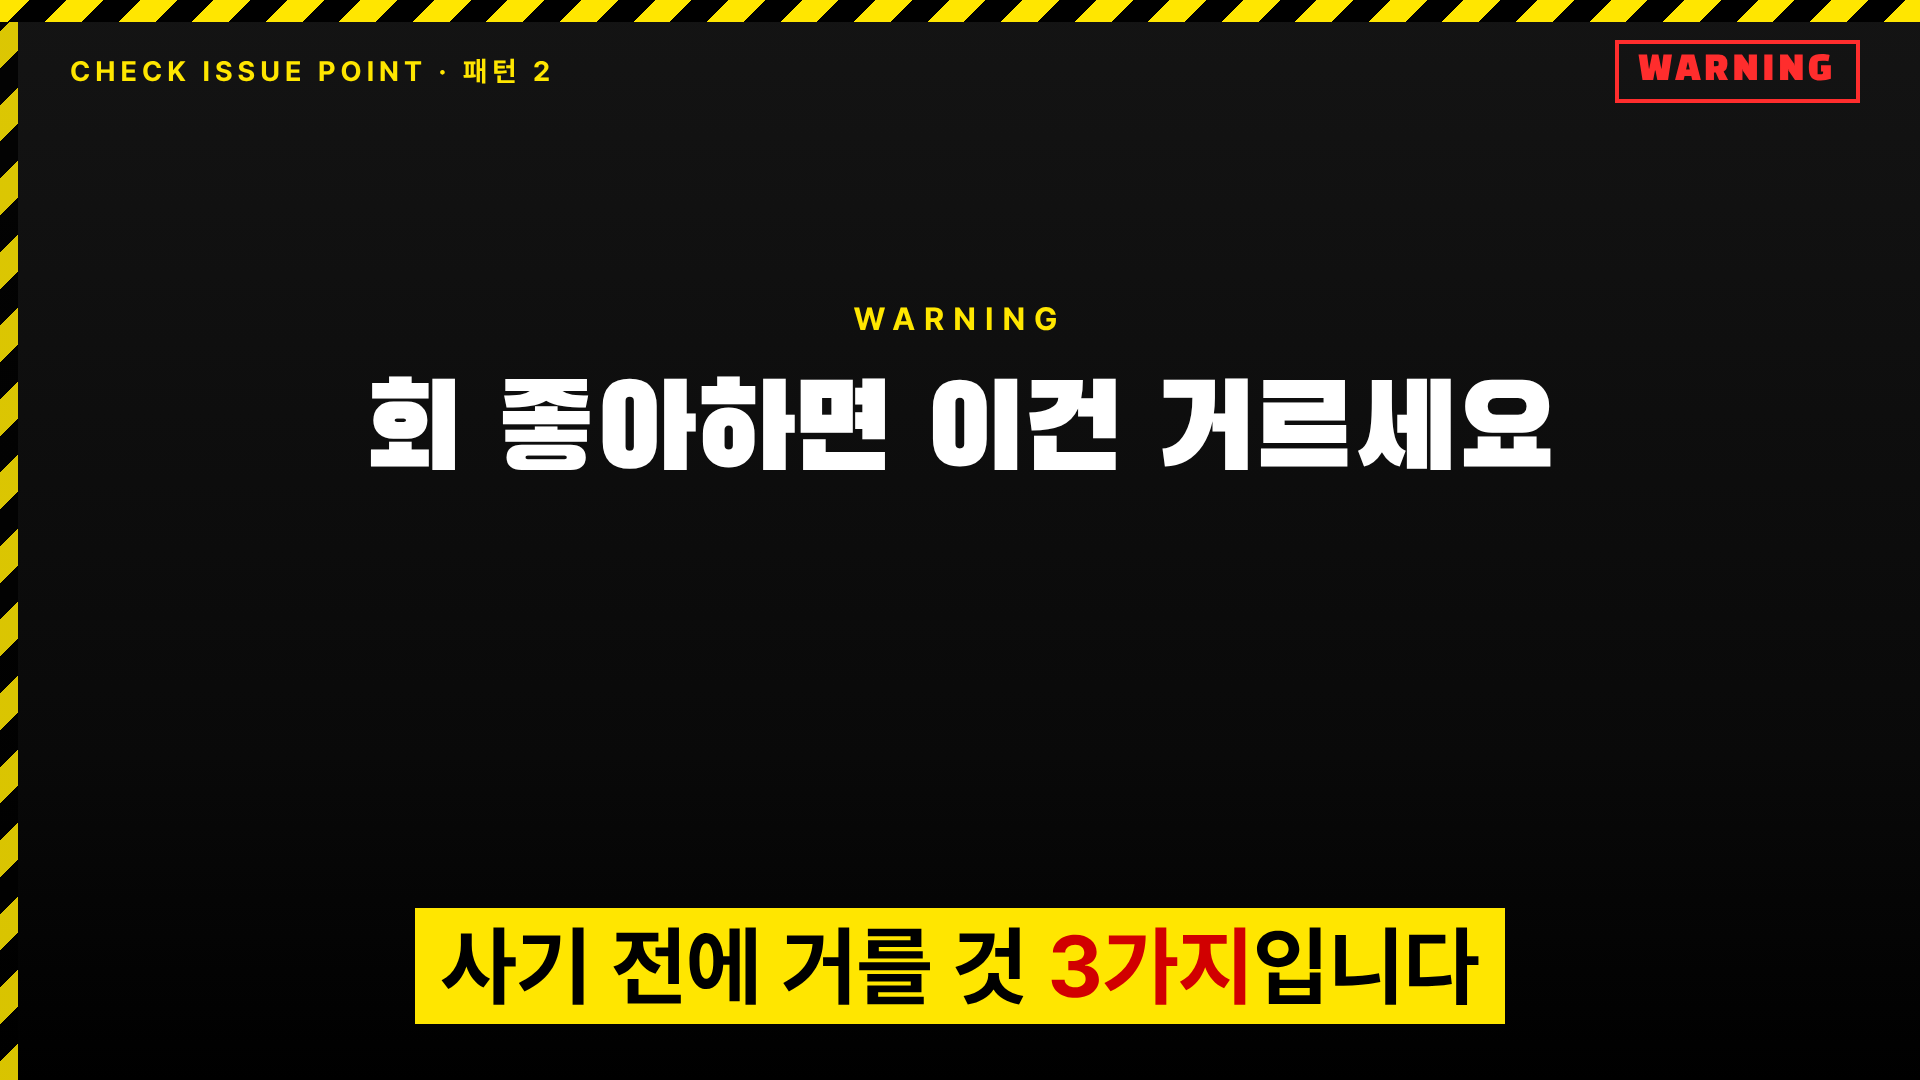 CHECK ISSUE POINT · 패턴 2
WARNING
WARNING
회 좋아하면 이건 거르세요
사기 전에 거를 것 3가지입니다